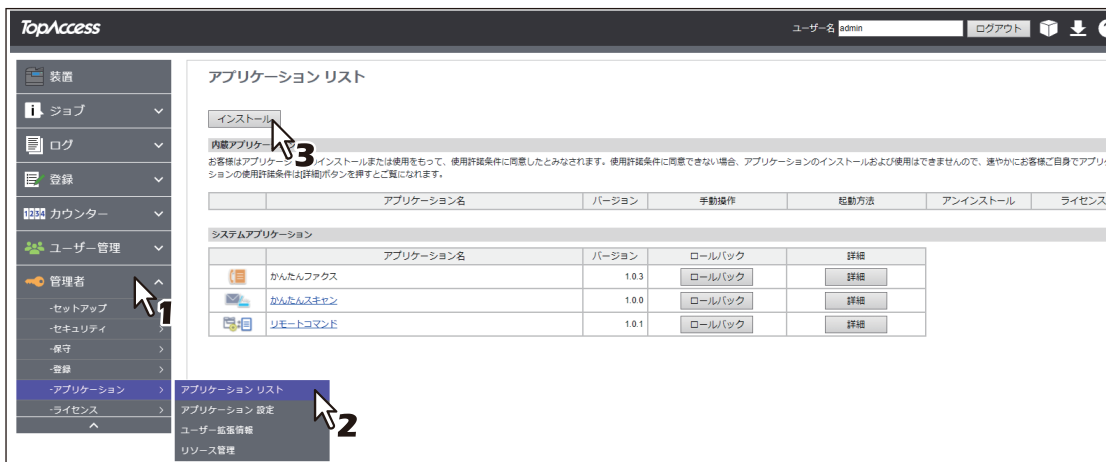 TopAccess
ユーザー名 admin ログアウト
装置
ジョブ
ログ
登録
1234 カウンター
ユーザー管理
管理者
1
-セットアップ
-セキュリティ
-保守
-登録
-アプリケーション
-ライセンス
アプリケーション リスト
アプリケーション 設定
ユーザー拡張情報
リソース管理
2
アプリケーション リスト
インストール
3
内蔵アプリケー
お客様はアプリケーションのインストールまたは使用をもって、使用許諾条件に同意したとみなされます。使用許諾条件に同意できない場合、アプリケーションのインストールおよび使用はできませんので、速やかにお客様ご自身でアプリケ
ションの使用許諾条件は[詳細]ボタンを押すとご覧になれます。
アプリケーション名 バージョン 手動操作 起動方法 アンインストール ライセンス
システムアプリケーション
アプリケーション名 バージョン ロールバック 詳細
かんたんファクス 1.0.3 ロールバック 詳細
かんたんスキャン 1.0.0 ロールバック 詳細
リモートコマンド 1.0.1 ロールバック 詳細